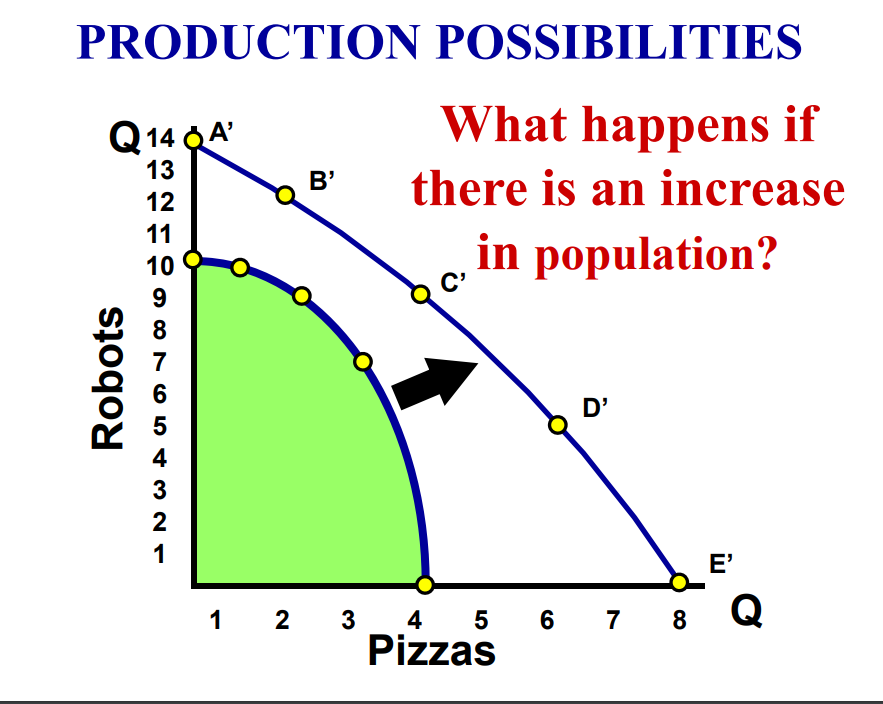 PRODUCTION POSSIBILITIES
What happens if
there is an increase
in population?
Q
14
13
12
11
10
9
8
7
6
5
4
3
2
1
Robots
A’
B’
C’
D’
E’
1 2 3 4 5 6 7 8
Q
Pizzas